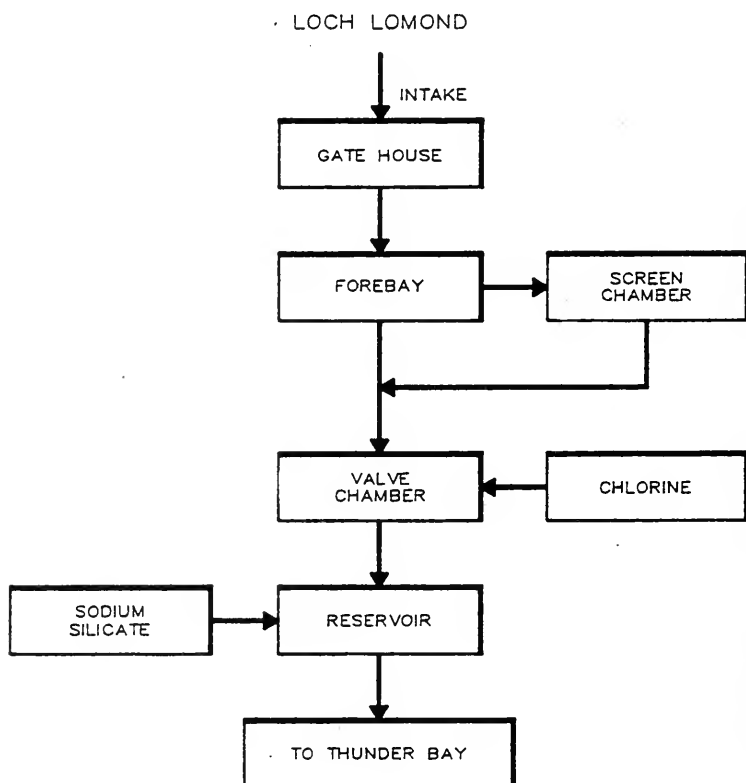 LOCH LOMOND
INTAKE
GATE HOUSE
FOREBAY
SCREEN
CHAMBER
VALVE
CHAMBER
CHLORINE
SODIUM
SILICATE
RESERVOIR
TO THUNDER BAY